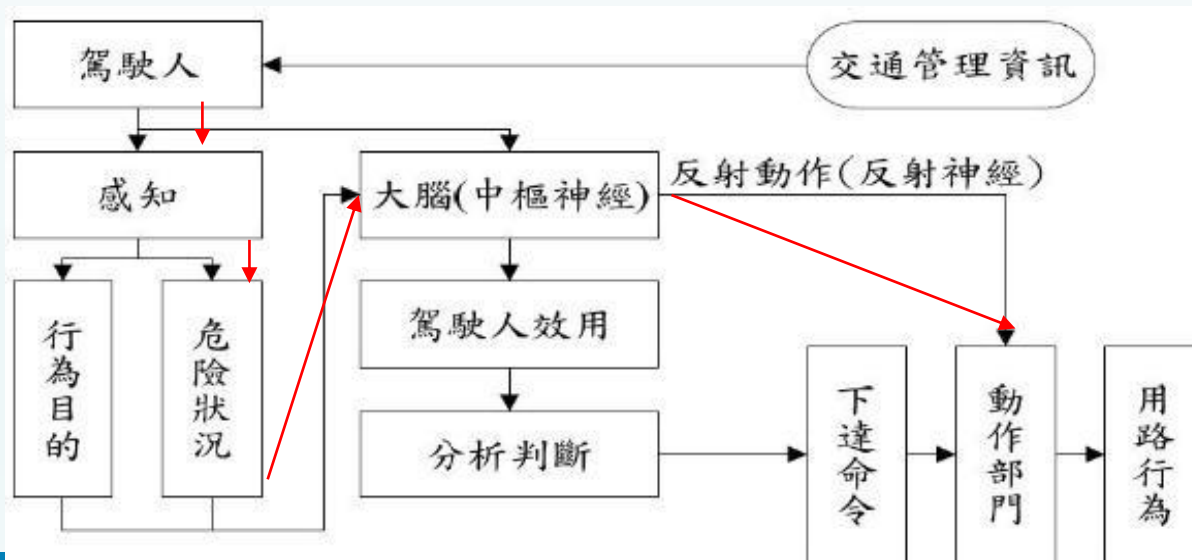 駕駛人
交通管理資訊
感知
大腦(中樞神經)
反射動作(反射神經)
行為目的
危險狀況
駕駛人效用
分析判斷
下達命令
動作部門
用路行為